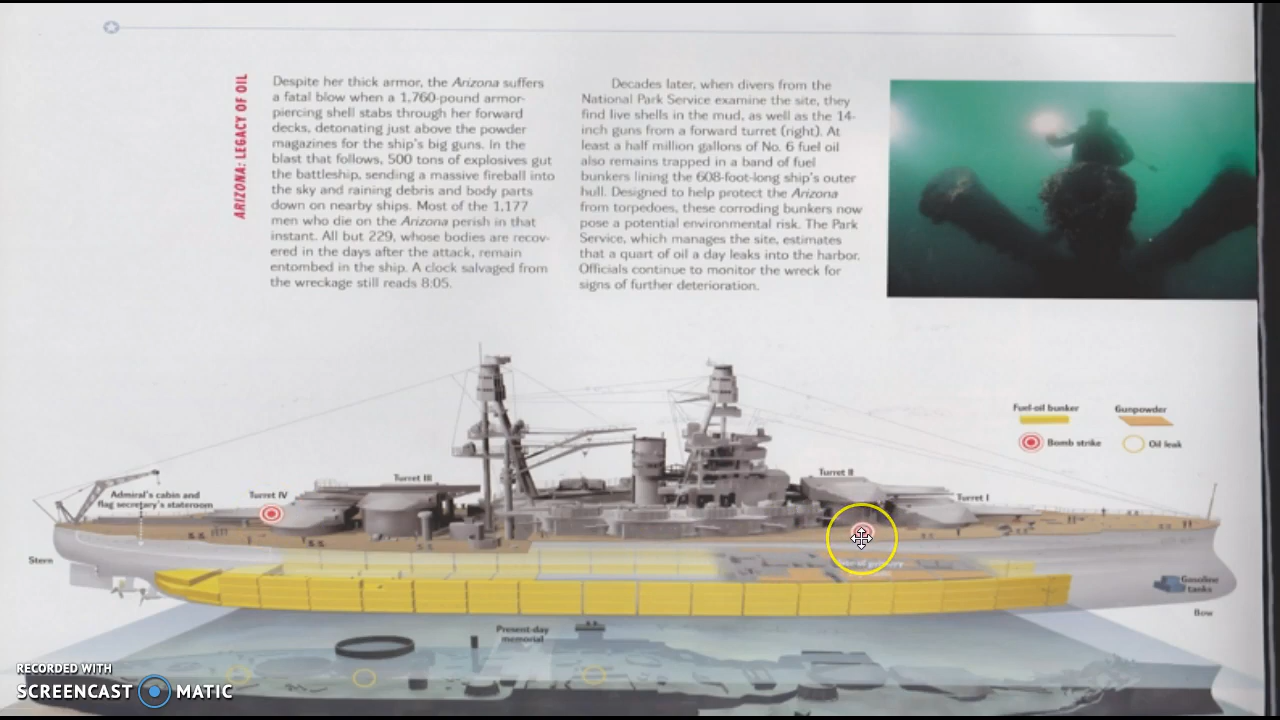 ARIZONA: LEGACY OF OIL
Despite her thick armor, the Arizona suffers
a fatal blow when a 1,760-pound armor-
piercing shell stabs through her forward
decks, detonating just above the powder
magazines for the ship's big guns. In the
blast that follows, 500 tons of explosives gut
the battleship, sending a massive fireball into
the sky and raining debris and body parts
down on nearby ships. Most of the 1,177
men who die on the Arizona perish in that
instant. All but 229, whose bodies are recov-
ered in the days after the attack, remain
entombed in the ship. A clock salvaged from
the wreckage still reads 8:05.
Decades later, when divers from the
National Park Service examine the site, they
find live shells in the mud, as well as the 14-
inch guns from a forward turret (right). At
least a half million gallons of No. 6 fuel oil
also remains trapped in a band of fuel
bunkers lining the 608-foot-long ship's outer
hull. Designed to help protect the Arizona
from torpedoes, these corroding bunkers now
pose a potential environmental risk. The Park
Service, which manages the site, estimates
that a quart of oil a day leaks into the harbor.
Officials continue to monitor the wreck for
signs of further deterioration.
Fuel-oil bunker
Gunpowder
Bomb strike
Oil leak
Turret III
Turret II
Admiral's cabin and
flag secretary's stateroom
Turret IV
Turret I
Stern
Gasoline
tanks
Bow
Present-day
memorial
RECORDED WITH
SCREENCAST MATIC